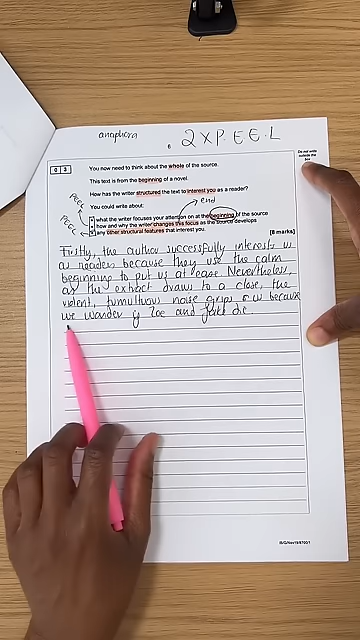 anaphora
2 X P.E.E.L
6
Do not write
outside the
box
0 3
You now need to think about the whole of the source.
This text is from the beginning of a novel.
How has the writer structured the text to interest you as a reader?
end
You could write about:
PEEL
• what the writer focuses your attention on at the beginning of the source
• how and why the writer changes this focus as the source develops
PEEL
• any other structural features that interest you.
[8 marks]
Firstly, the author successfully interests us
as readers because they use the calm
beginning to put us at ease. Nevertheless,
as the extract draws to a close, the
violent, tumultuous noise grips us because
we wonder if Zoe and Jake die.
IB/G/Nov19/8700/1